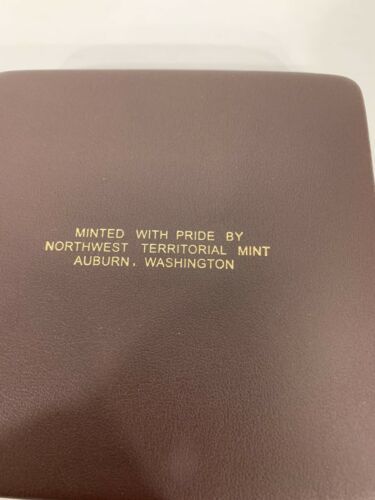 MINTED WITH PRIDE BY
NORTHWEST TERRITORIAL MINT
AUBURN, WASHINGTON